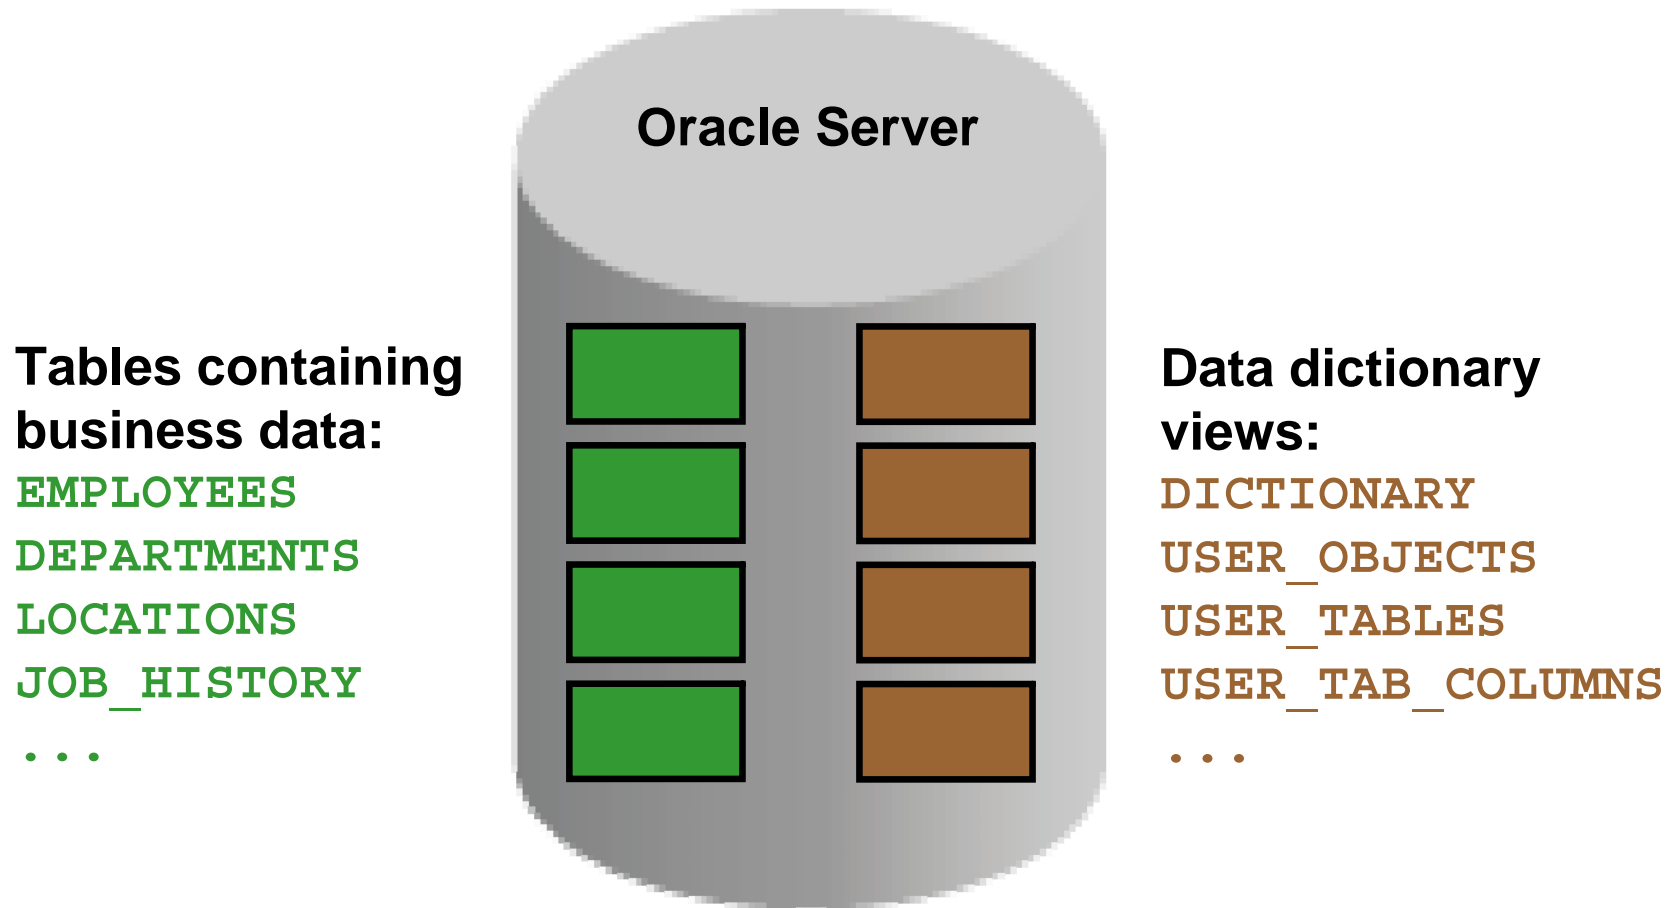 Oracle Server
Tables containing
business data:
EMPLOYEES
DEPARTMENTS
LOCATIONS
JOB_HISTORY
...
Data dictionary
views:
DICTIONARY
USER_OBJECTS
USER_TABLES
USER_TAB_COLUMNS
...